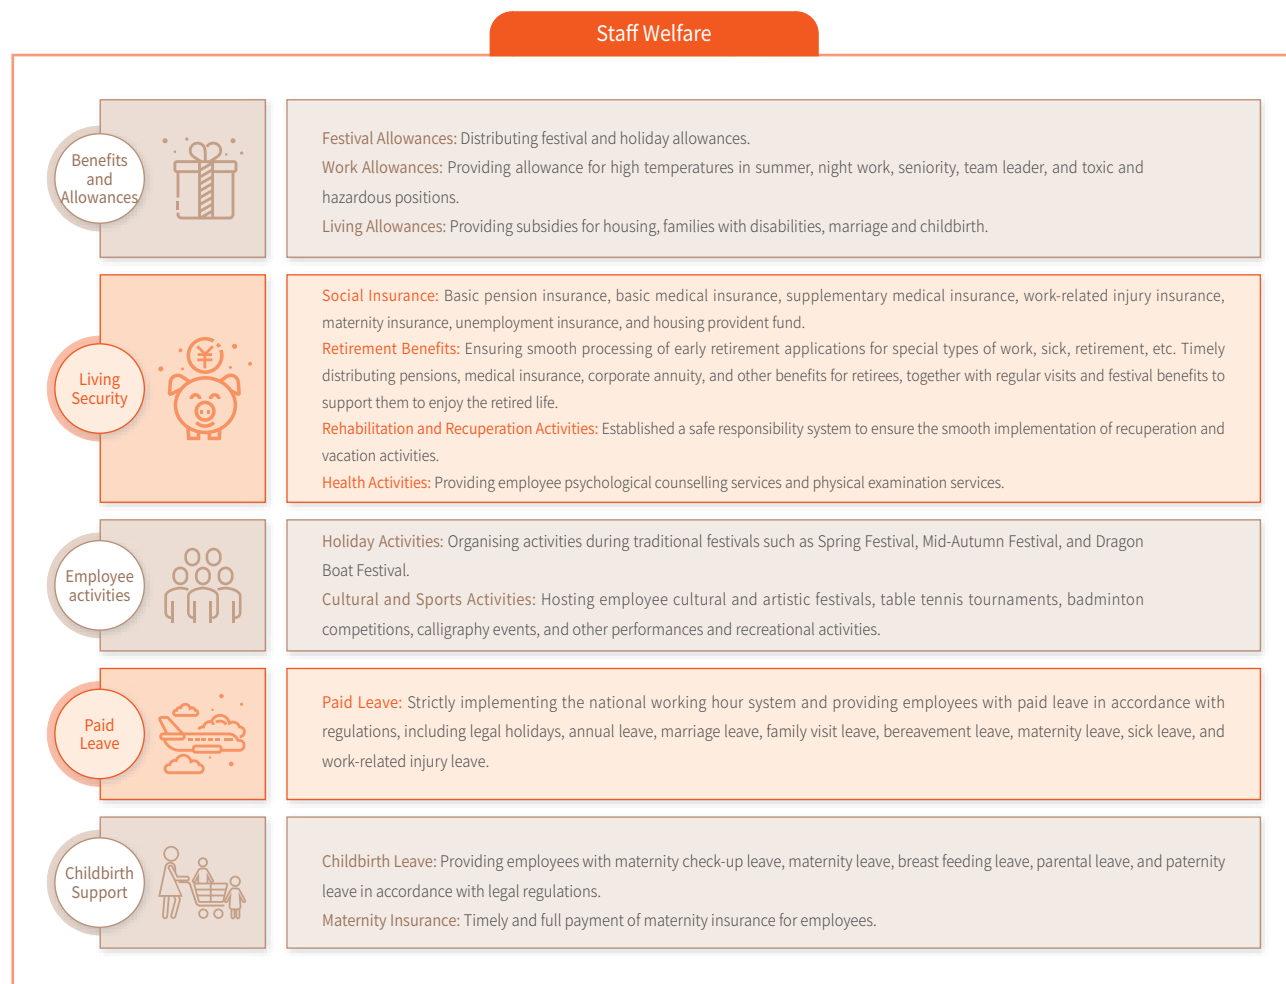 Staff Welfare
Benefits
and
Allowances
Festival Allowances: Distributing festival and holiday allowances.
Work Allowances: Providing allowance for high temperatures in summer, night work, seniority, team leader, and toxic and
hazardous positions.
Living Allowances: Providing subsidies for housing, families with disabilities, marriage and childbirth.
Living
Security
¥
Social Insurance: Basic pension insurance, basic medical insurance, supplementary medical insurance, work-related injury insurance,
maternity insurance, unemployment insurance, and housing provident fund.
Retirement Benefits: Ensuring smooth processing of early retirement applications for special types of work, sick, retirement, etc. Timely
distributing pensions, medical insurance, corporate annuity, and other benefits for retirees, together with regular visits and festival benefits to
support them to enjoy the retired life.
Rehabilitation and Recuperation Activities: Established a safe responsibility system to ensure the smooth implementation of recuperation and
vacation activities.
Health Activities: Providing employee psychological counselling services and physical examination services.
Employee
activities
Holiday Activities: Organising activities during traditional festivals such as Spring Festival, Mid-Autumn Festival, and Dragon
Boat Festival.
Cultural and Sports Activities: Hosting employee cultural and artistic festivals, table tennis tournaments, badminton
competitions, calligraphy events, and other performances and recreational activities.
Paid
Leave
Paid Leave: Strictly implementing the national working hour system and providing employees with paid leave in accordance with
regulations, including legal holidays, annual leave, marriage leave, family visit leave, bereavement leave, maternity leave, sick leave, and
work-related injury leave.
Childbirth
Support
Childbirth Leave: Providing employees with maternity check-up leave, maternity leave, breast feeding leave, parental leave, and paternity
leave in accordance with legal regulations.
Maternity Insurance: Timely and full payment of maternity insurance for employees.